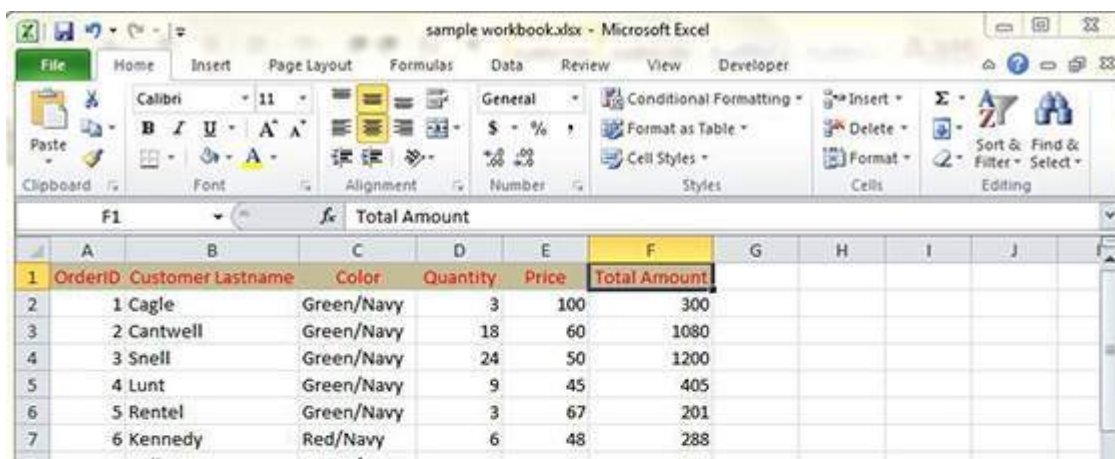 sample workbook.xlsx - Microsoft Excel
File Home Insert Page Layout Formulas Data Review View Developer
Calibri 11 General Conditional Formatting Insert Σ
Paste B I U A A $ % , Format as Table Delete Sort & Filter Find & Select
A Cell Styles Format
Clipboard Font Alignment Number Styles Cells Editing
F1 fx Total Amount
A B C D E F G H I J
1 OrderID Customer Lastname Color Quantity Price Total Amount
2 1 Cagle Green/Navy 3 100 300
3 2 Cantwell Green/Navy 18 60 1080
4 3 Snell Green/Navy 24 50 1200
5 4 Lunt Green/Navy 9 45 405
6 5 Rentel Green/Navy 3 67 201
7 6 Kennedy Red/Navy 6 48 288